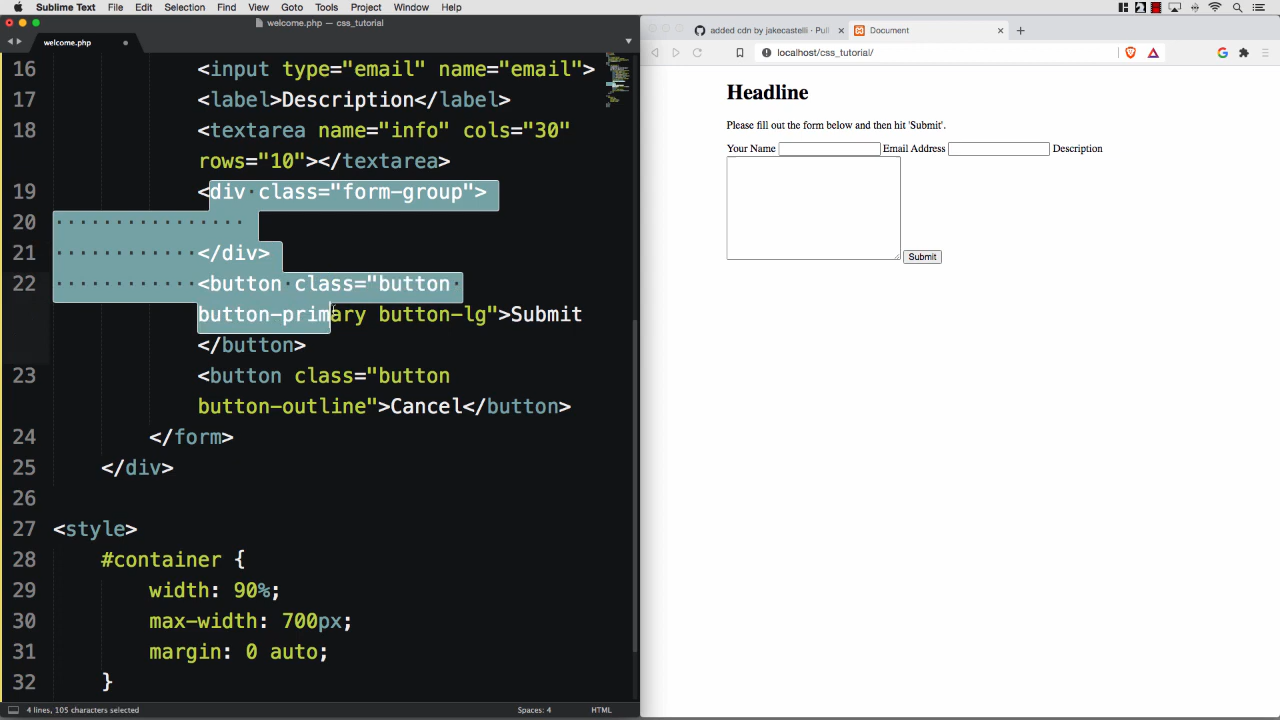 Sublime Text File Edit Selection Find View Goto Tools Project Window Help
welcome.php — css_tutorial
welcome.php
16 <input type="email" name="email">
17 <label>Description</label>
18 <textarea name="info" cols="30"
rows="10"></textarea>
19 <div class="form-group">
20
21 </div>
22 <button class="button
button-primary button-lg">Submit
</button>
23 <button class="button
button-outline">Cancel</button>
24 </form>
25 </div>
26
27 <style>
28 #container {
29 width: 90%;
30 max-width: 700px;
31 margin: 0 auto;
32 }
4 lines, 105 characters selected Spaces: 4 HTML
added cdn by jakecastelli · Pull
Document
localhost/css_tutorial/
Headline
Please fill out the form below and then hit 'Submit'.
Your Name Email Address Description
Submit